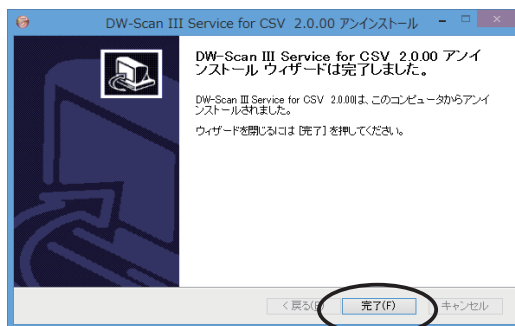 DW-Scan III Service for CSV 2.0.00 アンインストール
DW-Scan Ⅲ Service for CSV 2.0.00 アンイ
ンストール ウィザードは完了しました。
DW-Scan Ⅲ Service for CSV 2.0.00は、このコンピュータからアンイ
ンストールされました。
ウィザードを閉じるには [完了] を押してください。
< 戻る(
完了(F)
キャンセル